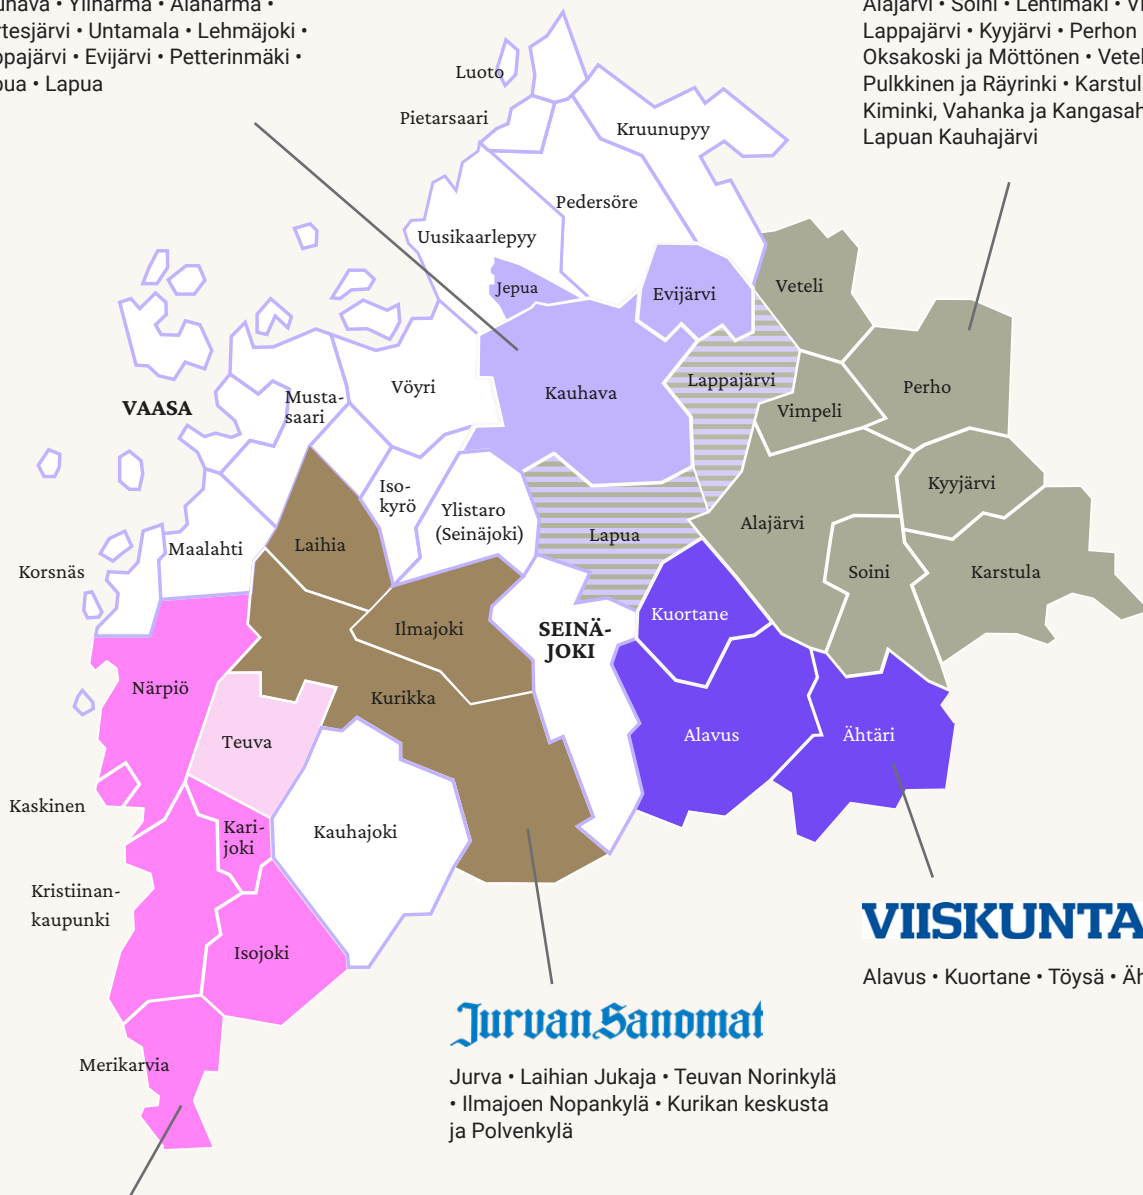 uhava • Ylihärmä • Alahärmä •
rtesjärvi • Untamala • Lehmäjoki •
ppajärvi • Evijärvi • Petterinmäki •
pua • Lapua
Alajärvi • Soini • Lehtimäki • Vi
Lappajärvi • Kyyjärvi • Perhon
Oksakoski ja Möttönen • Vetel
Pulkkinen ja Räyrinki • Karstul
Kiminki, Vahanka ja Kangasah
Lapuan Kauhajärvi
Luoto
Pietarsaari
Kruunupyy
Pedersöre
Uusikaarlepyy
Jepua
Evijärvi
Veteli
Lappajärvi
Perho
Vöyri
Kauhava
Musta-
saari
VAASA
Vimpeli
Kyyjärvi
Iso-
kyrö
Ylistaro
(Seinäjoki)
Alajärvi
Lapua
Laihia
Maalahti
Korsnäs
Soini
Karstula
Kuortane
Ilmajoki
SEINÄ-
JOKI
Närpiö
Kurikka
Teuva
Alavus
Ähtäri
Kaskinen
Kari-
joki
Kauhajoki
Kristiinan-
kaupunki
Isojoki
VIISKUNTA
Alavus • Kuortane • Töysä • Äh
Jurvan Sanomat
Merikarvia
Jurva • Laihian Jukaja • Teuvan Norinkylä
• Ilmajoen Nopankylä • Kurikan keskusta
ja Polvenkylä